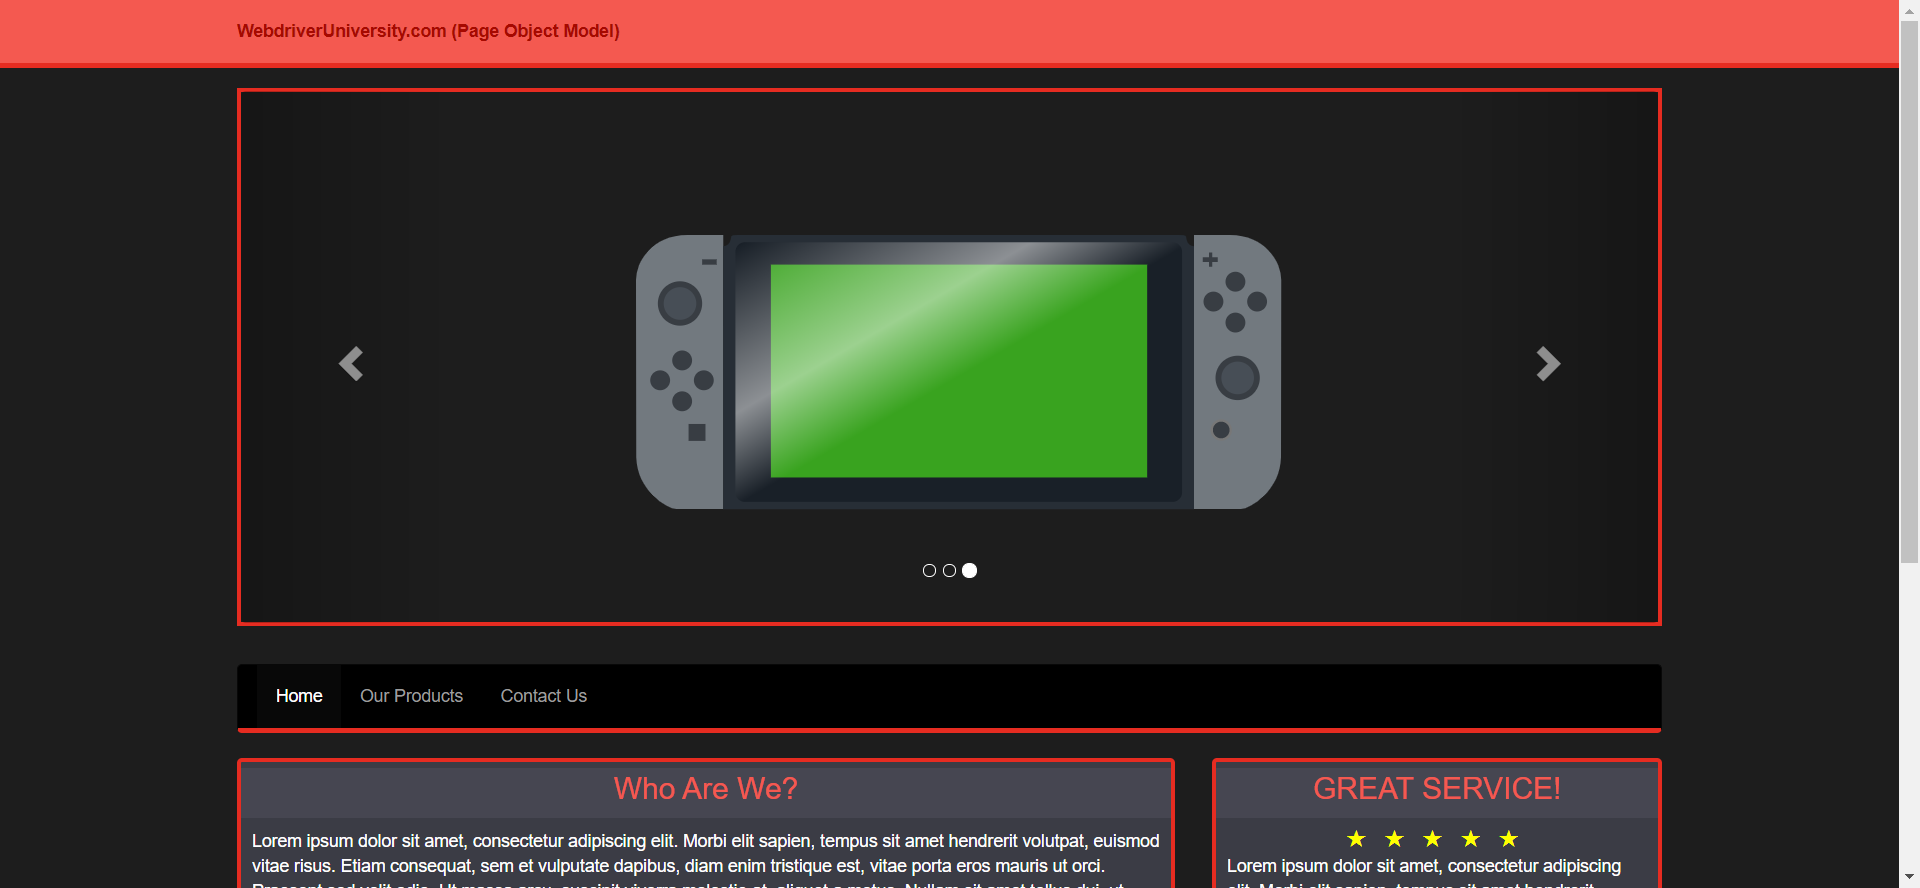 WebdriverUniversity.com (Page Object Model)
Home
Our Products
Contact Us
Who Are We?
Lorem ipsum dolor sit amet, consectetur adipiscing elit. Morbi elit sapien, tempus sit amet hendrerit volutpat, euismod
vitae risus. Etiam consequat, sem et vulputate dapibus, diam enim tristique est, vitae porta eros mauris ut orci.
GREAT SERVICE!
★ ★ ★ ★ ★
Lorem ipsum dolor sit amet, consectetur adipiscing